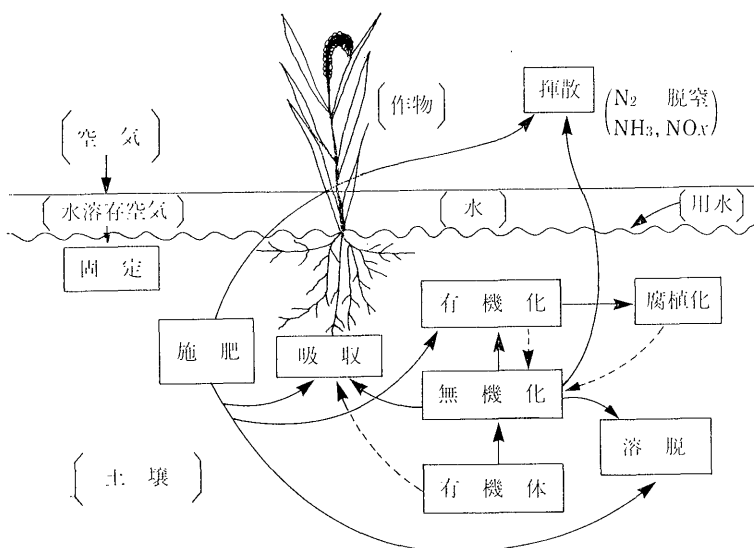 揮散
N2 脱窒
NH3, NOx
〔作物〕
〔空気〕
〔水溶存空気〕
〔水〕
〔用水〕
固定
有機化
腐植化
施肥
吸収
無機化
溶脱
〔土壌〕
有機体